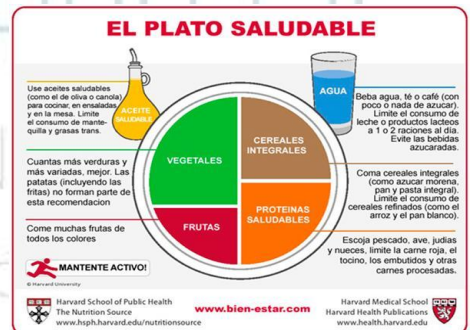 EL PLATO SALUDABLE
Use aceites saludables
(como el de oliva o canola)
para cocinar, en ensaladas
y en la mesa. Limite
el consumo de mante-
quilla y grasas trans.
ACEITE
SALUDABLE
AGUA
Beba agua, té o café (con
poco o nada de azucar).
Limite el consumo de
leche o productos lacteos
a 1 o 2 raciones al día.
Evite las bebidas
azucaradas.
VEGETALES
CEREALES
INTEGRALES
Cuantas más verduras y
más variadas, mejor. Las
patatas (incluyendo las
fritas) no forman parte de
esta recomendacion
Coma cereales integrales
(como azucar morena,
pan y pasta integral).
Limite el consumo de
cereales refinados (como el
arroz y el pan blanco).
FRUTAS
PROTEINAS
SALUDABLES
Come muchas frutas de
todos los colores
Escoja pescado, ave, judias
y nueces, limite la carne roja, el
tocino, los embutidos y otras
carnes procesadas.
MANTENTE ACTIVO!
© Harvard University
Harvard School of Public Health
The Nutrition Source
www.hsph.harvard.edu/nutritionsource
www.bien-estar.com
Harvard Medical School
Harvard Health Publications
www.health.harvard.edu